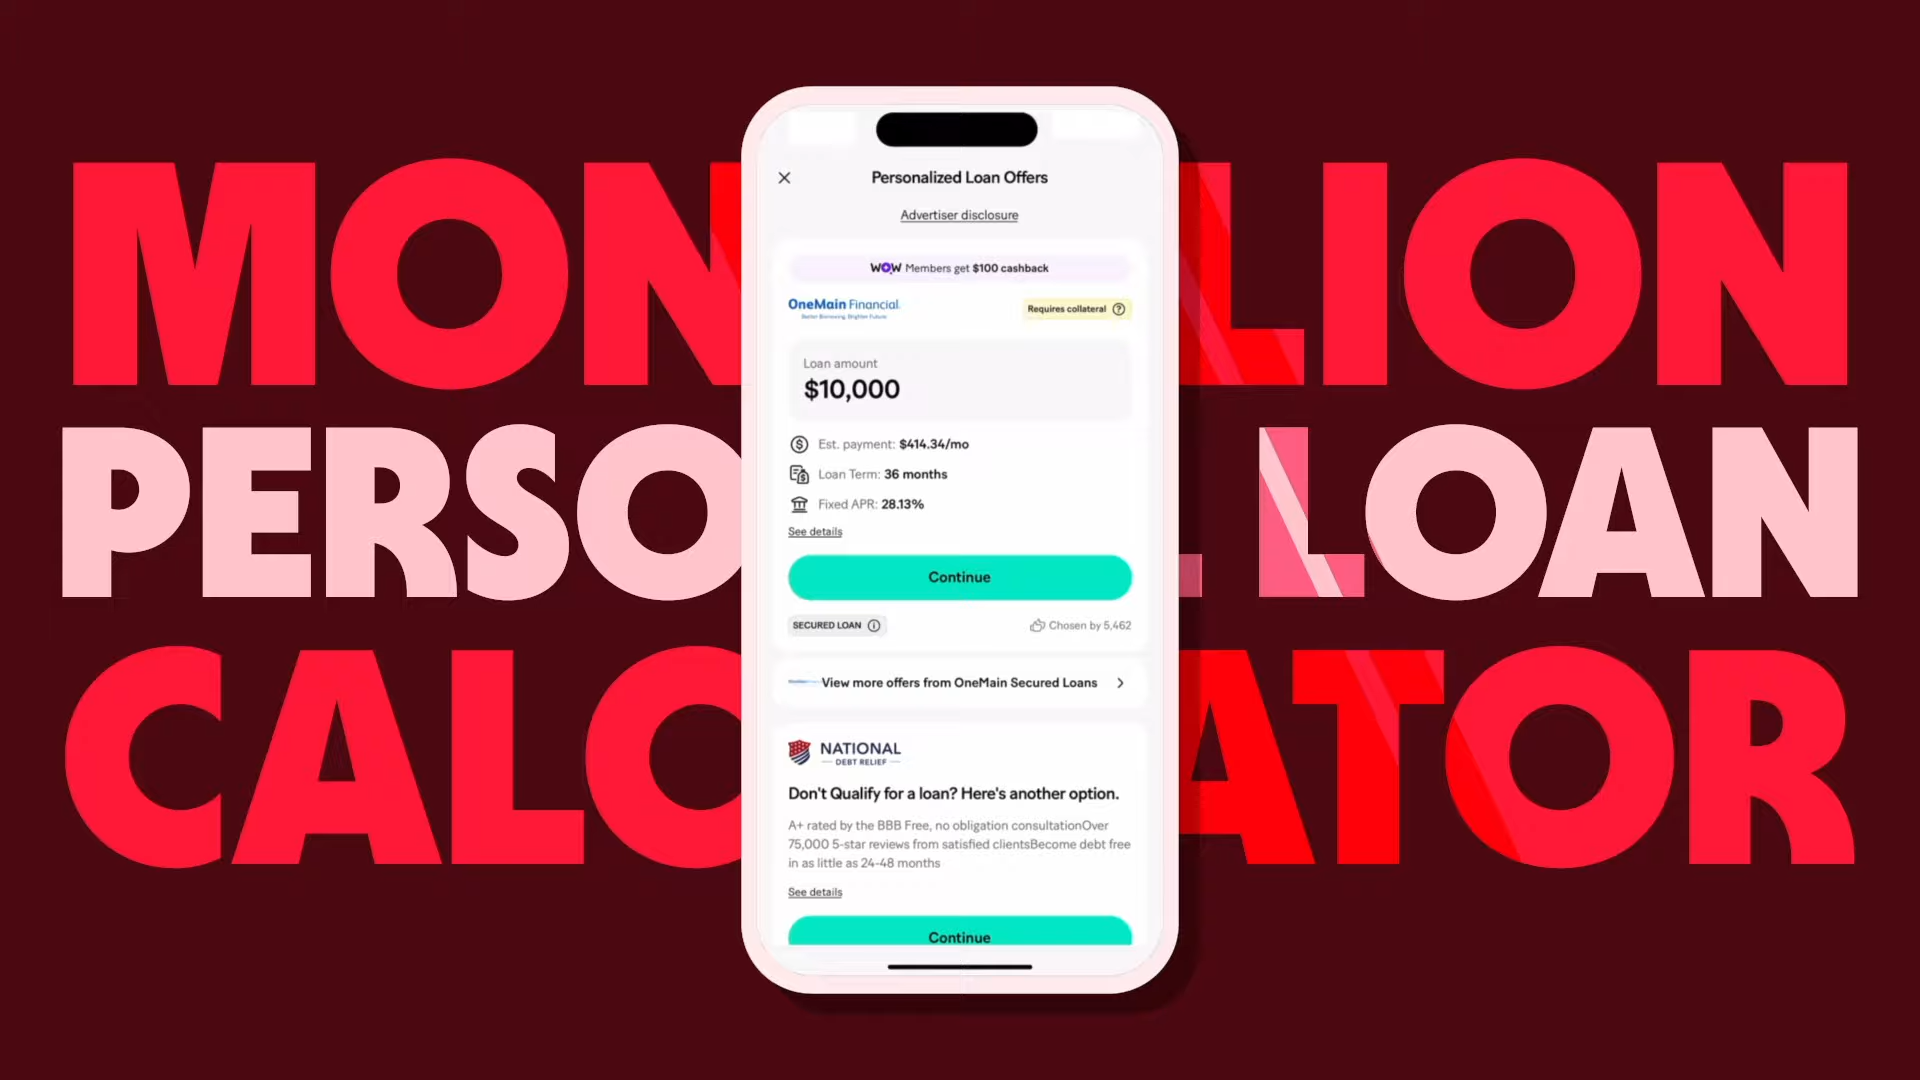 MON LION
PERSO L LOAN
CALC ATOR
Personalized Loan Offers
Advertiser disclosure
WOW Members get $100 cashback
OneMain Financial.
Better Borrowing, Brighter Future
Requires collateral ?
Loan amount
$10,000
Est. payment: $414.34/mo
Loan Term: 36 months
Fixed APR: 28.13%
See details
Continue
SECURED LOAN
Chosen by 5,462
View more offers from OneMain Secured Loans
NATIONAL
DEBT RELIEF
Don't Qualify for a loan? Here's another option.
A+ rated by the BBB Free, no obligation consultationOver
75,000 5-star reviews from satisfied clientsBecome debt free
in as little as 24-48 months
See details
Continue